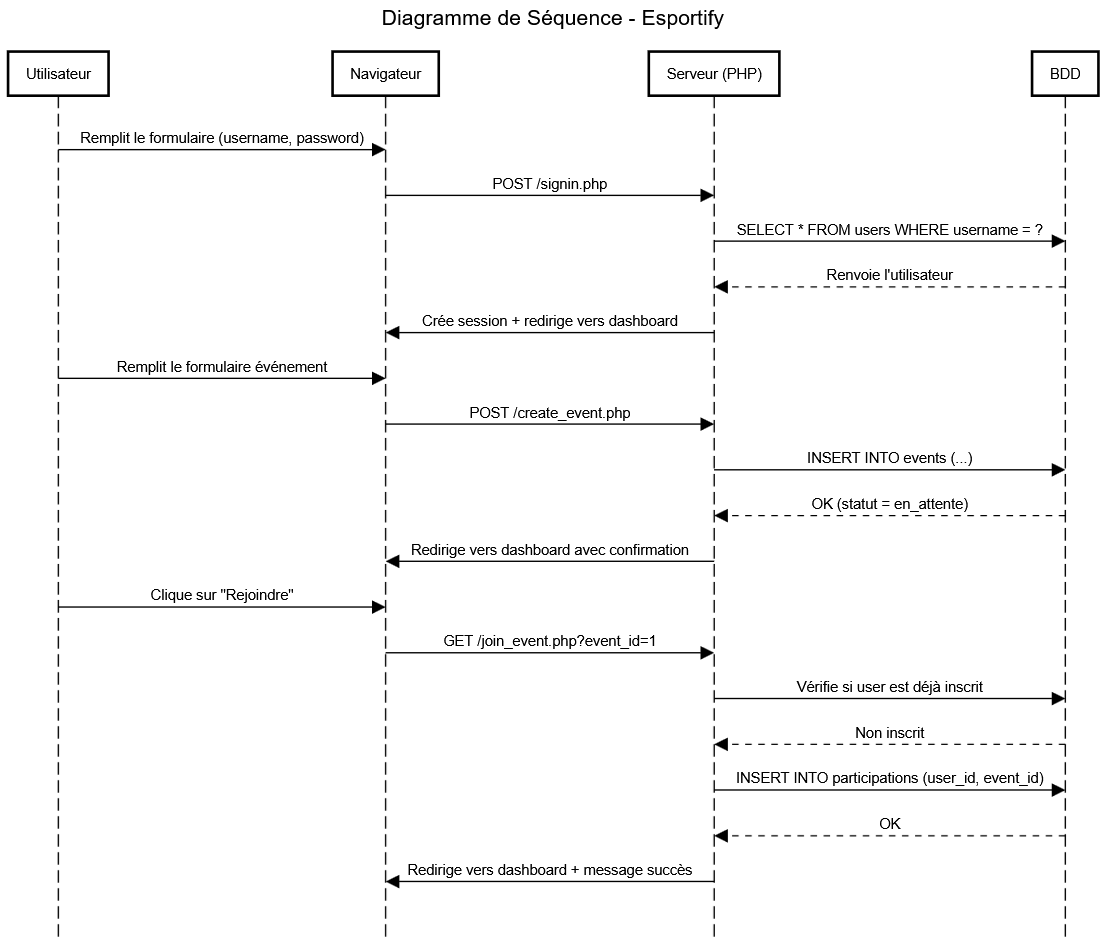 Diagramme de Séquence - Esportify
Utilisateur
Navigateur
Serveur (PHP)
BDD
Remplit le formulaire (username, password)
POST /signin.php
SELECT * FROM users WHERE username = ?
Renvoie l'utilisateur
Crée session + redirige vers dashboard
Remplit le formulaire événement
POST /create_event.php
INSERT INTO events (...)
OK (statut = en_attente)
Redirige vers dashboard avec confirmation
Clique sur "Rejoindre"
GET /join_event.php?event_id=1
Vérifie si user est déjà inscrit
Non inscrit
INSERT INTO participations (user_id, event_id)
OK
Redirige vers dashboard + message succès